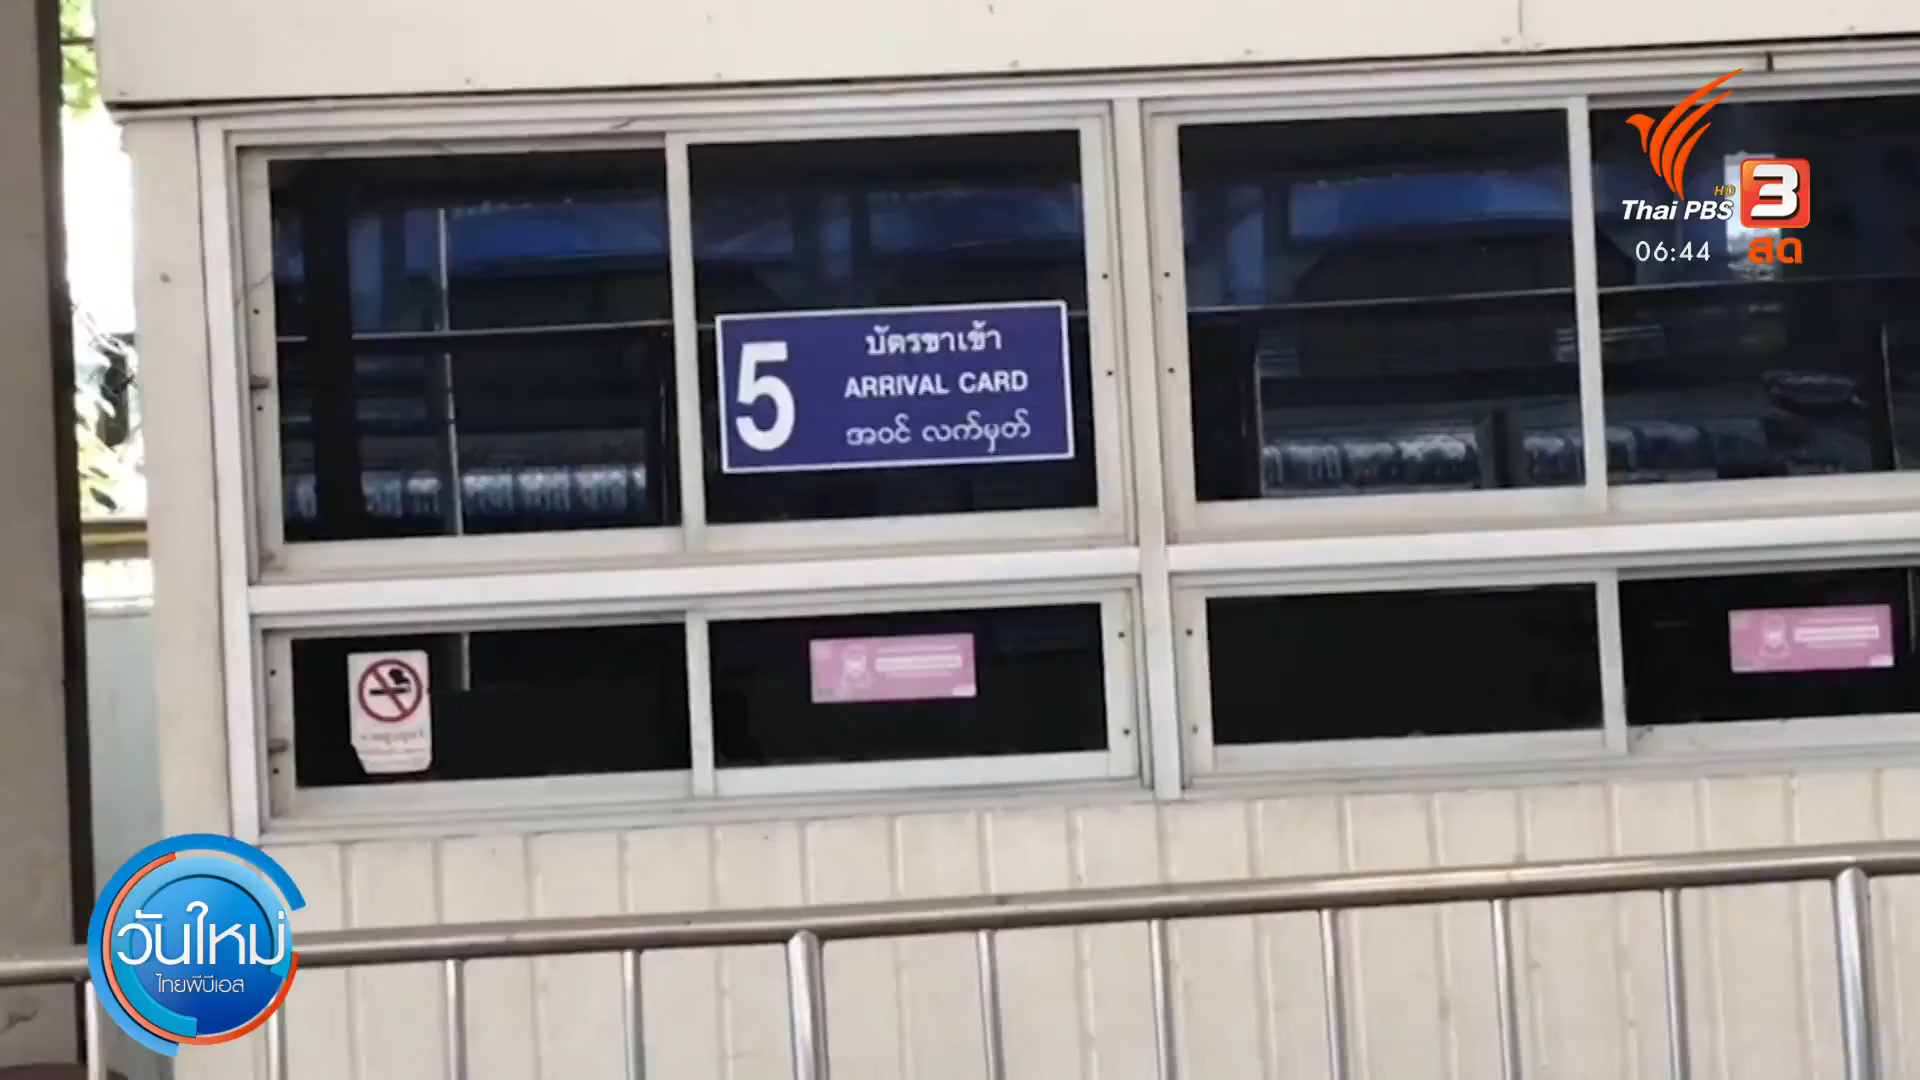 Thai PBS
HD
3
06:44
สด
5
บัตรขาเข้า
ARRIVAL CARD
အဝင် လက်မှတ်
วันใหม่
ไทยพีบีเอส